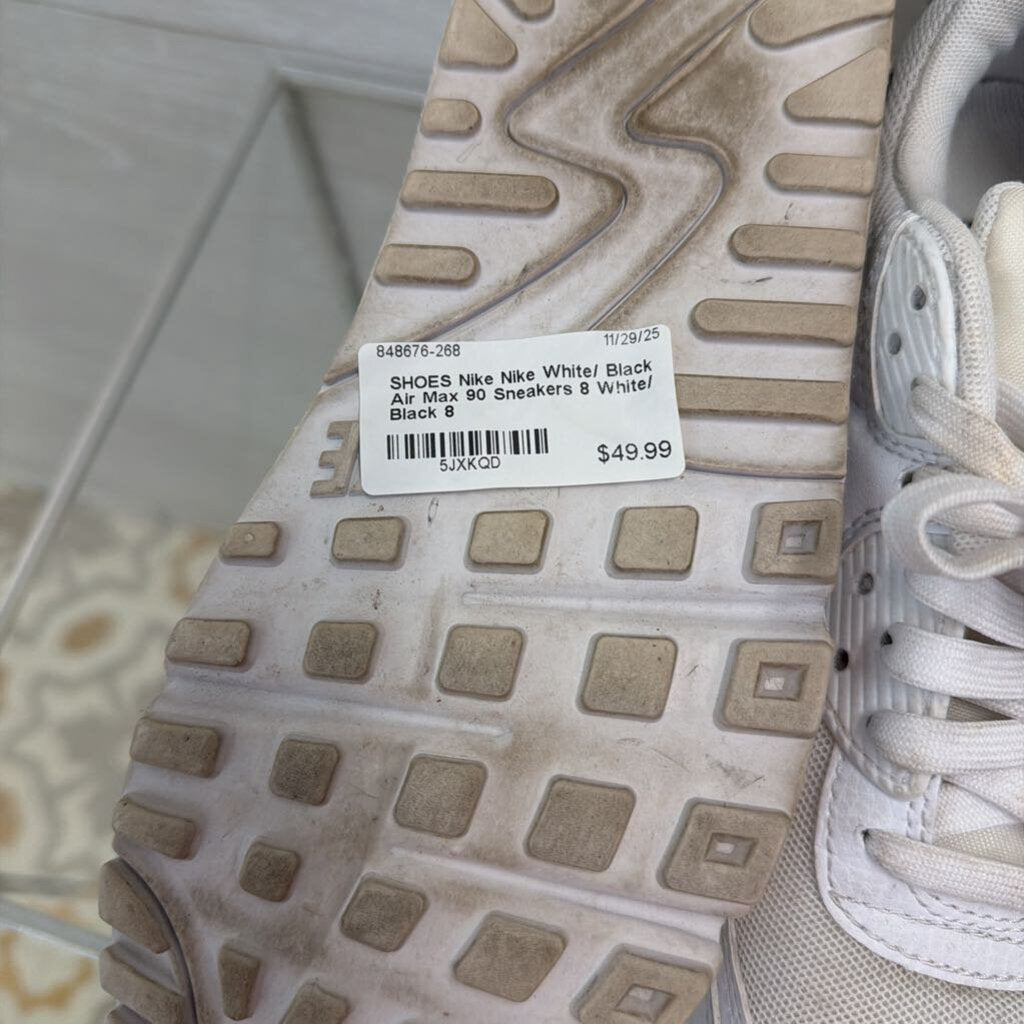 848676-268 11/29/25
SHOES Nike Nike White/ Black
Air Max 90 Sneakers 8 White/
Black 8
5JXKQD $49.99